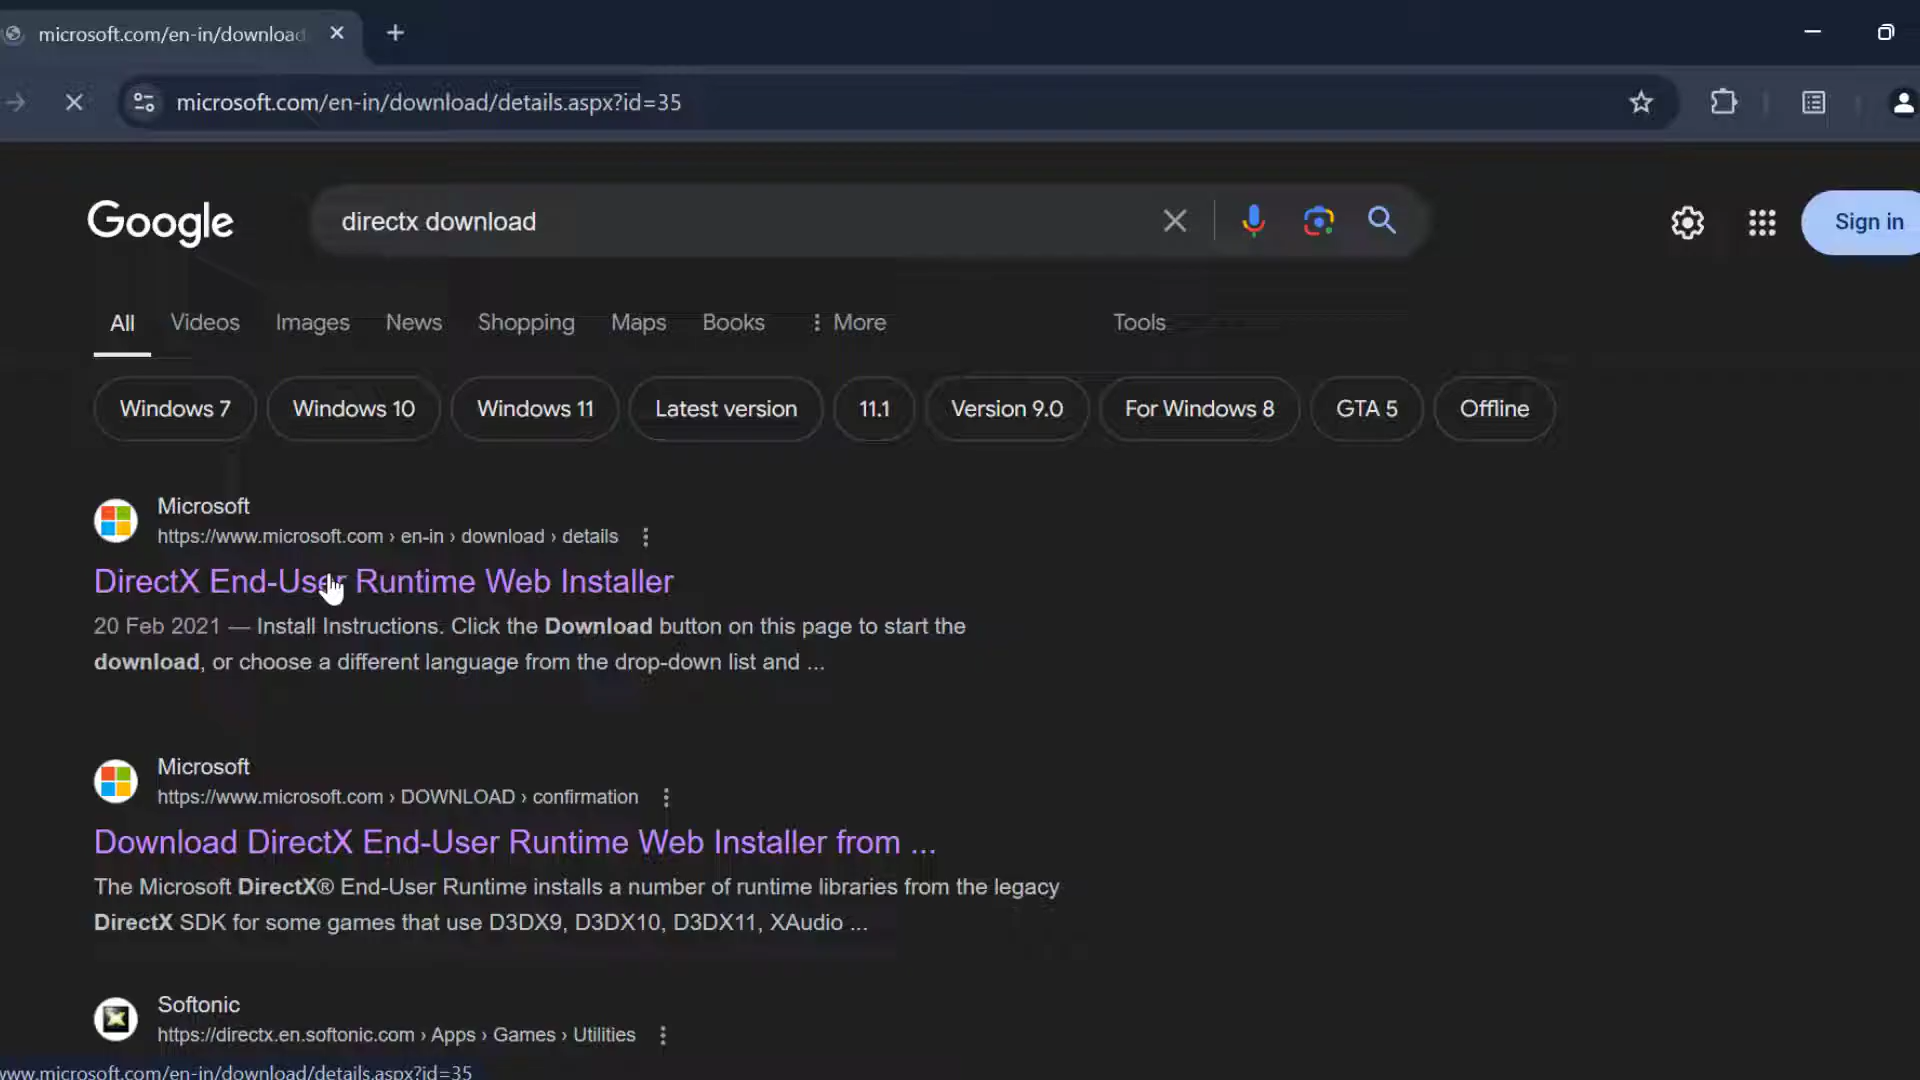 microsoft.com/en-in/download
microsoft.com/en-in/download/details.aspx?id=35
Google
directx download
Sign in
All Videos Images News Shopping Maps Books More Tools
Windows 7 Windows 10 Windows 11 Latest version 11.1 Version 9.0 For Windows 8 GTA 5 Offline
Microsoft
https://www.microsoft.com › en-in › download › details
DirectX End-User Runtime Web Installer
20 Feb 2021 — Install Instructions. Click the Download button on this page to start the
download, or choose a different language from the drop-down list and ...
Microsoft
https://www.microsoft.com › DOWNLOAD › confirmation
Download DirectX End-User Runtime Web Installer from ...
The Microsoft DirectX® End-User Runtime installs a number of runtime libraries from the legacy
DirectX SDK for some games that use D3DX9, D3DX10, D3DX11, XAudio ...
Softonic
https://directx.en.softonic.com › Apps › Games › Utilities
www.microsoft.com/en-in/download/details.aspx?id=35